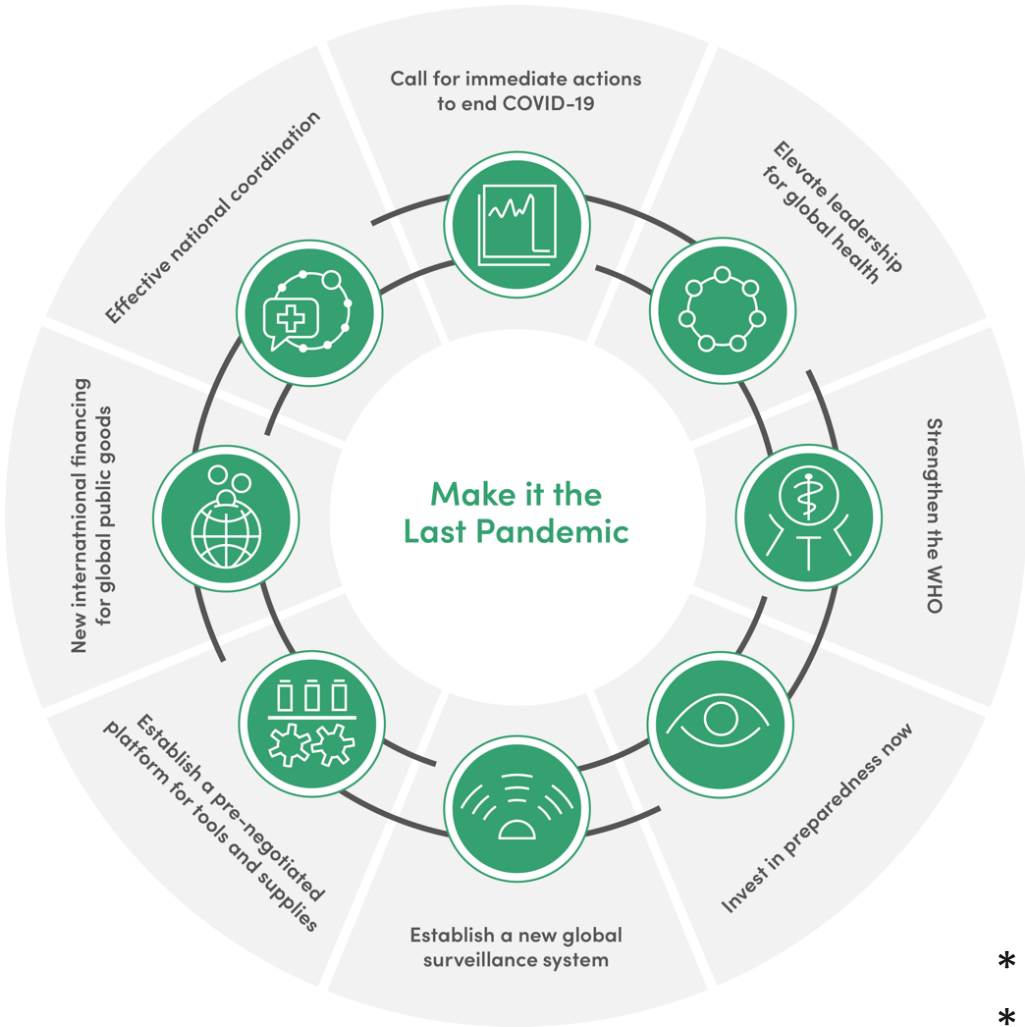 Call for immediate actions
to end COVID-19
Elevate leadership
for global health
Strengthen the WHO
Invest in preparedness now
Establish a new global
surveillance system
Establish a pre-negotiated
platform for tools and supplies
New internatnional financing
for global public goods
Effective national coordination
Make it the
Last Pandemic
*
*